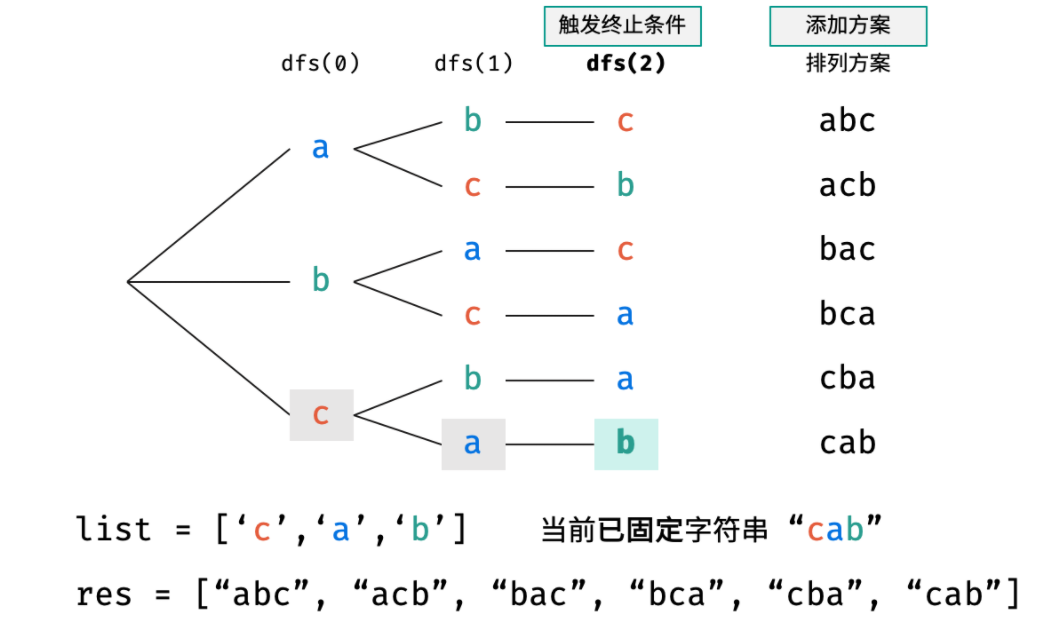 触发终止条件 添加方案
dfs(0) dfs(1) dfs(2) 排列方案
b c abc
a
c b acb
a c bac
b
c a bca
b a cba
c
a b cab
list = [‘c’,‘a’,‘b’] 当前已固定字符串 “cab”
res = [“abc”, “acb”, “bac”, “bca”, “cba”, “cab”]